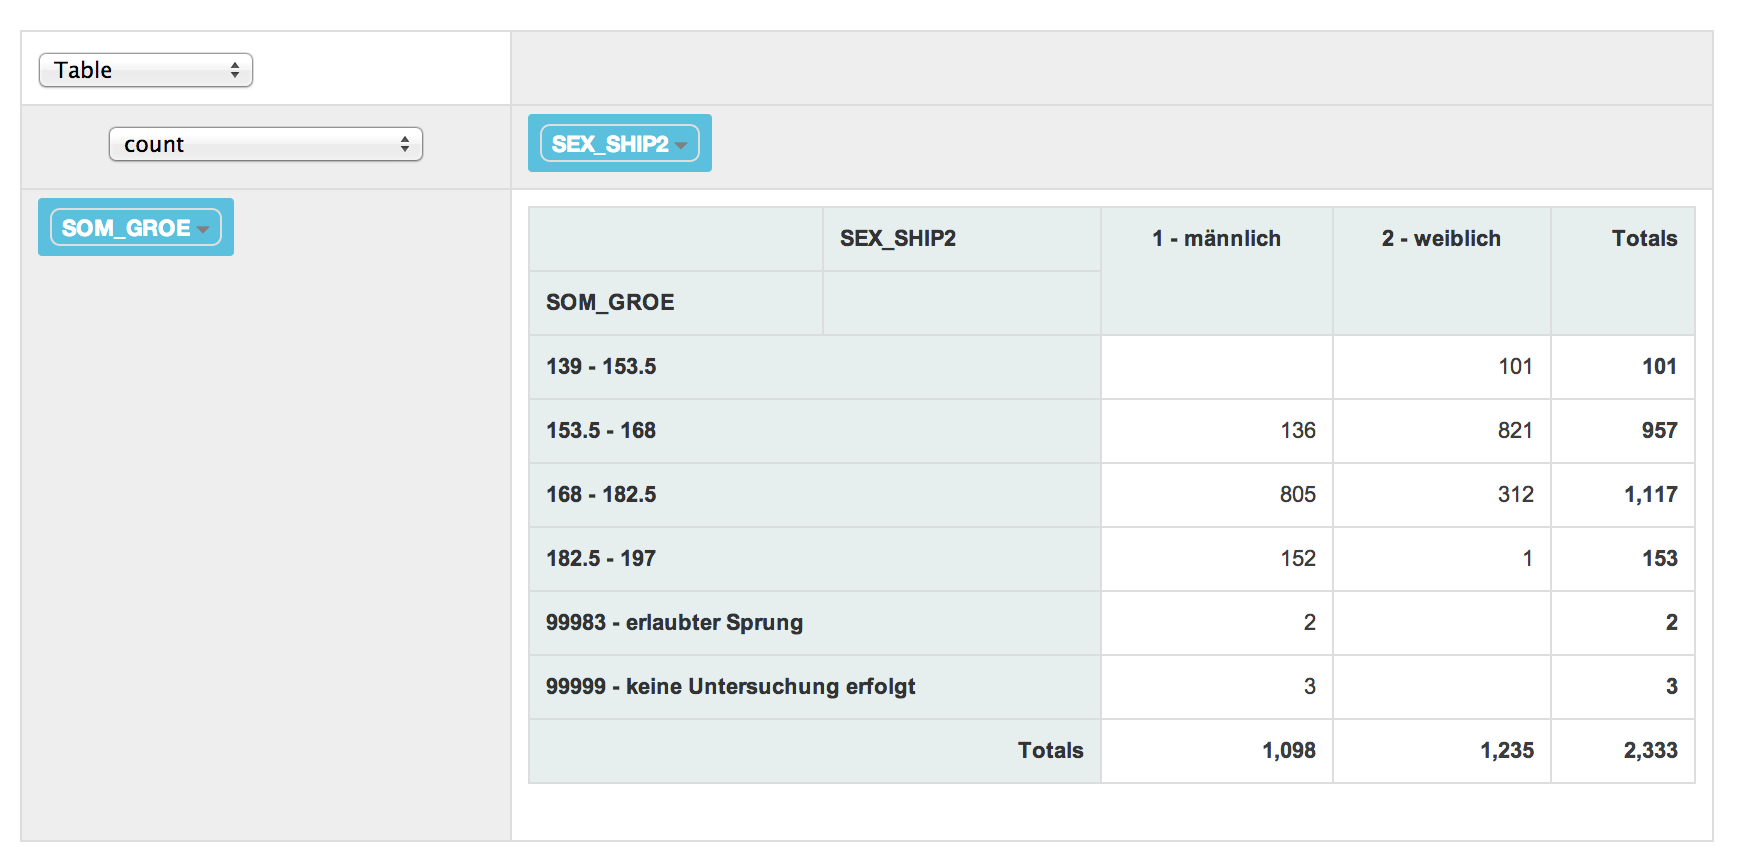 Table
count
SEX_SHIP2
SOM_GROE
SEX_SHIP2 1 - männlich 2 - weiblich Totals
SOM_GROE
139 - 153.5 101 101
153.5 - 168 136 821 957
168 - 182.5 805 312 1,117
182.5 - 197 152 1 153
99983 - erlaubter Sprung 2 2
99999 - keine Untersuchung erfolgt 3 3
Totals 1,098 1,235 2,333